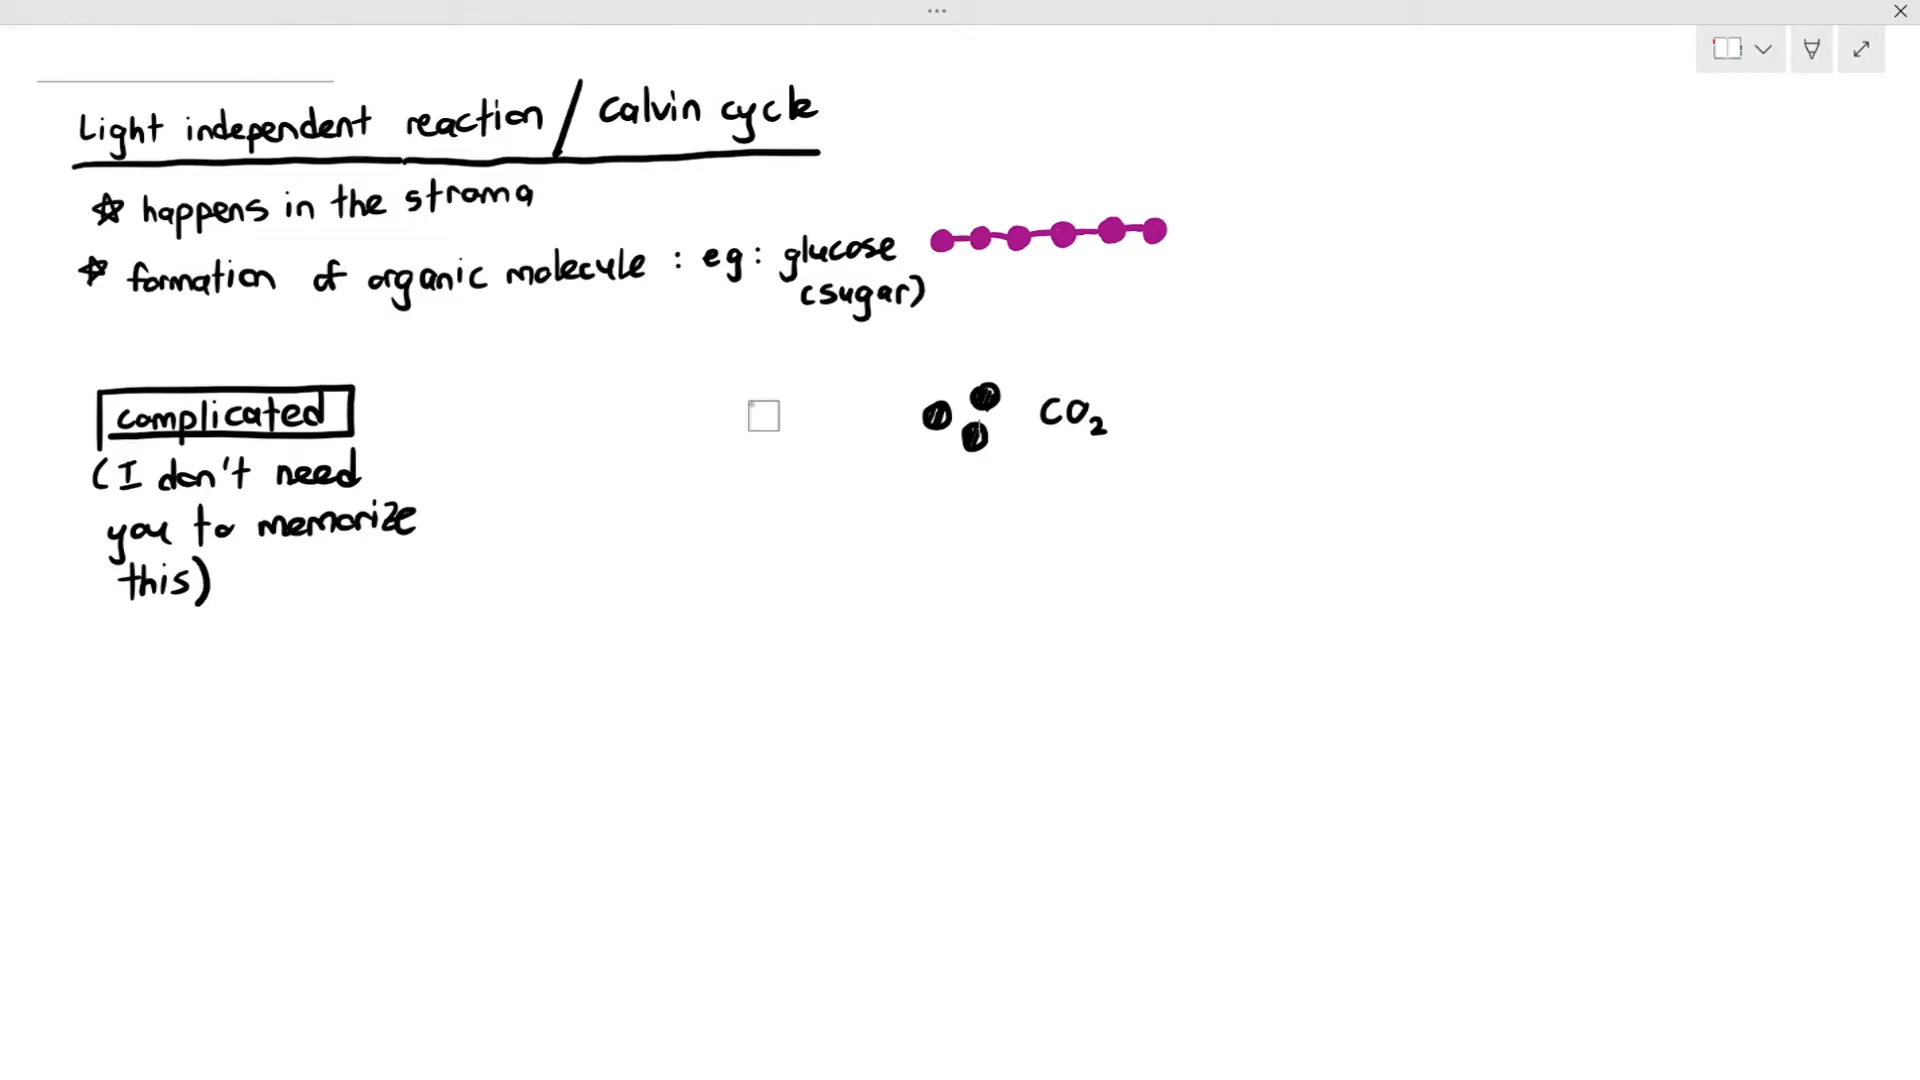 Light independent reaction / Calvin cycle
☆ happens in the stroma
☆ formation of organic molecule : eg : glucose
(sugar)
complicated
CO₂
(I don't need
you to memorize
this)